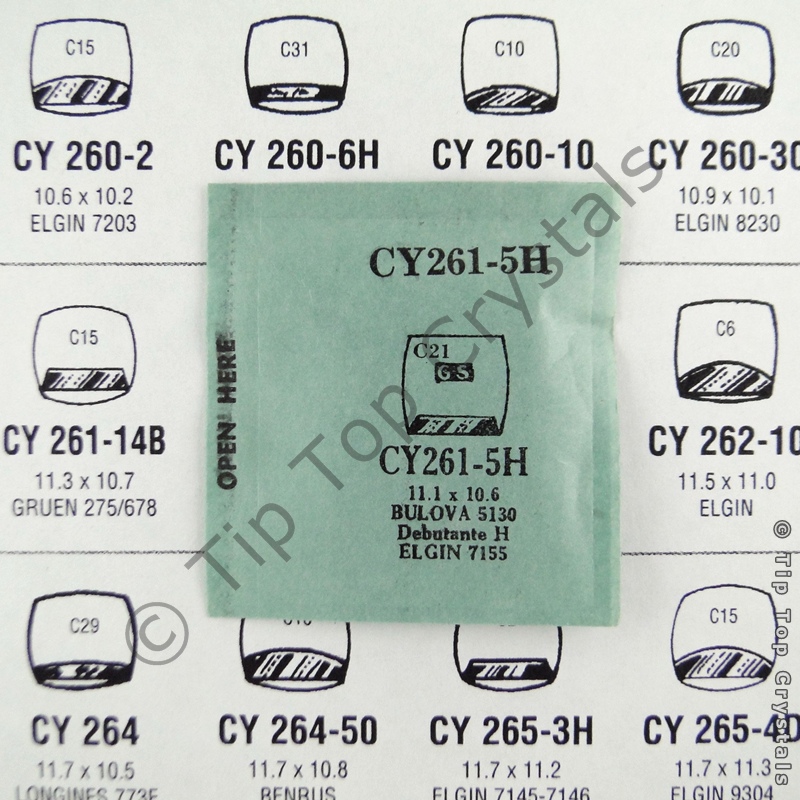 C15
C31
C10
C20
CY 260-2
CY 260-6H
CY 260-10
CY 260-30
10.6 x 10.2
10.9 x 10.1
ELGIN 7203
ELGIN 8230
CY261-5H
OPEN HERE
C21
GS
CY261-5H
11.1 x 10.6
BULOVA 5130
Debutante H
ELGIN 7155
C15
C6
CY 261-14B
CY 262-10
11.3 x 10.7
11.5 x 11.0
GRUEN 275/678
ELGIN
C29
C15
CY 264
CY 264-50
CY 265-3H
CY 265-4D
11.7 x 10.5
11.7 x 10.8
11.7 x 11.2
11.7 x 11.3
LONGINES 773E
BENRUS
ELGIN 7145-7146
ELGIN 9304
© Tip Top Crystals
© Tip Top Crystals